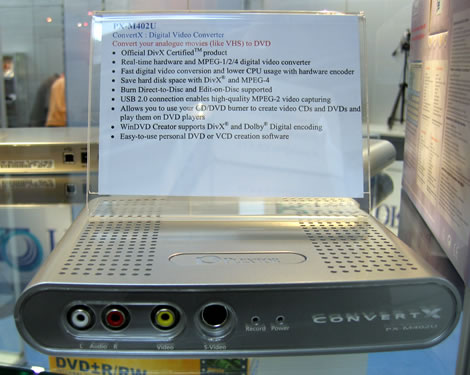 PX-M402U
ConvertX : Digital Video Converter
Convert your analogue movies (like VHS) to DVD
• Official DivX Certified™ product
• Real-time hardware and MPEG-1/2/4 digital video converter
• Fast digital video conversion and lower CPU usage with hardware encoder
• Save hard disk space with DivX® and MPEG-4
• Burn Direct-to-Disc and Edit-on-Disc supported
• USB 2.0 connection enables high-quality MPEG-2 video capturing
• Allows you to use your CD/DVD burner to create video CDs and DVDs and
play them on DVD players
• WinDVD Creator supports DivX® and Dolby® Digital encoding
• Easy-to-use personal DVD or VCD creation software
CONVERTX
PX-M402U
L Audio R Video S-Video Record Power
DVD±R/RW